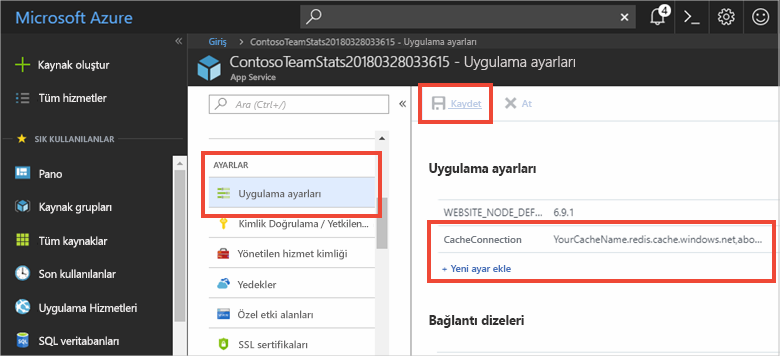 Microsoft Azure
4
Giriş > ContosoTeamStats20180328033615 - Uygulama ayarları
ContosoTeamStats20180328033615 - Uygulama ayarları
App Service
Kaynak oluştur
Tüm hizmetler
SIK KULLANILANLAR
Pano
Kaynak grupları
Tüm kaynaklar
Son kullanılanlar
Uygulama Hizmetleri
SQL veritabanları
Ara (Ctrl+/)
AYARLAR
Uygulama ayarları
Kimlik Doğrulama / Yetkilen...
Yönetilen hizmet kimliği
Yedekler
Özel etki alanları
SSL sertifikaları
Kaydet At
Uygulama ayarları
WEBSITE_NODE_DEF... 6.9.1
CacheConnection YourCacheName.redis.cache.windows.net,abo...
+ Yeni ayar ekle
Bağlantı dizeleri